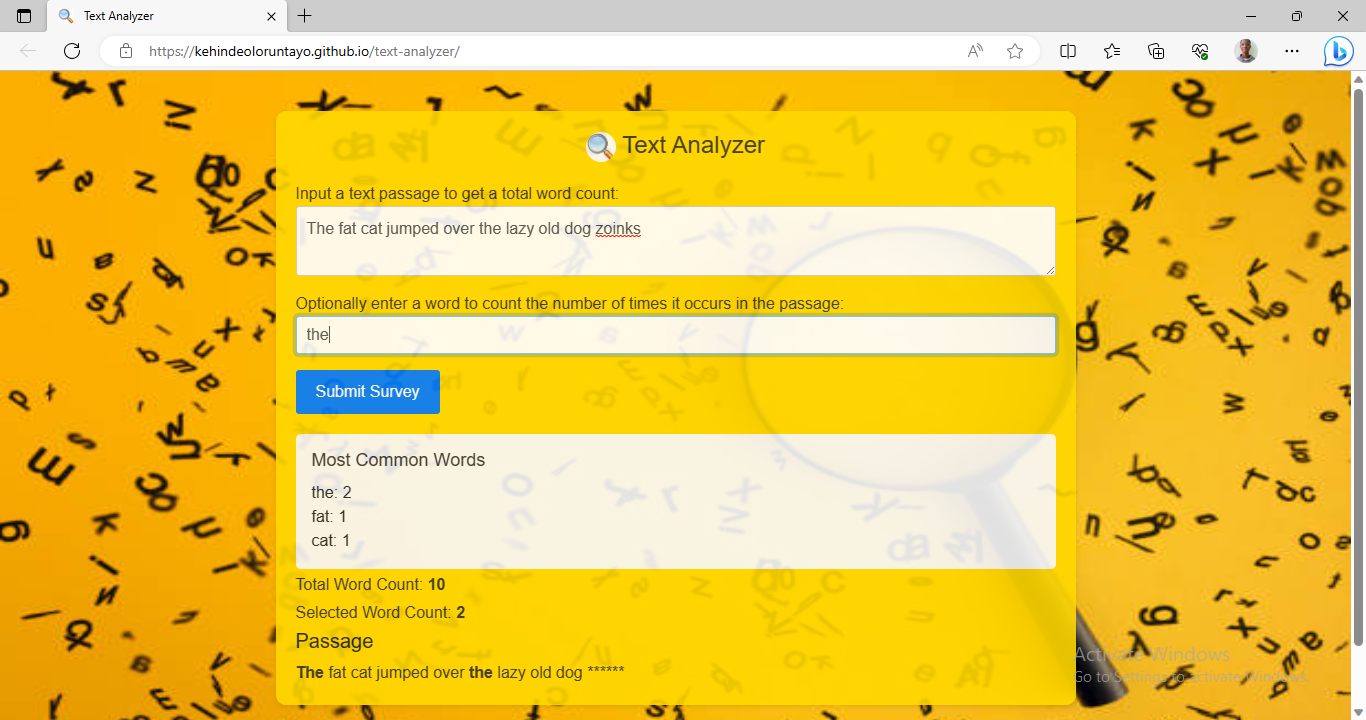 Text Analyzer
https://kehindeoloruntayo.github.io/text-analyzer/
Text Analyzer
Input a text passage to get a total word count:
The fat cat jumped over the lazy old dog zoinks
Optionally enter a word to count the number of times it occurs in the passage:
the
Submit Survey
Most Common Words
the: 2
fat: 1
cat: 1
Total Word Count: 10
Selected Word Count: 2
Passage
The fat cat jumped over the lazy old dog ******
Activate Windows
Go to Settings to activate Windows.